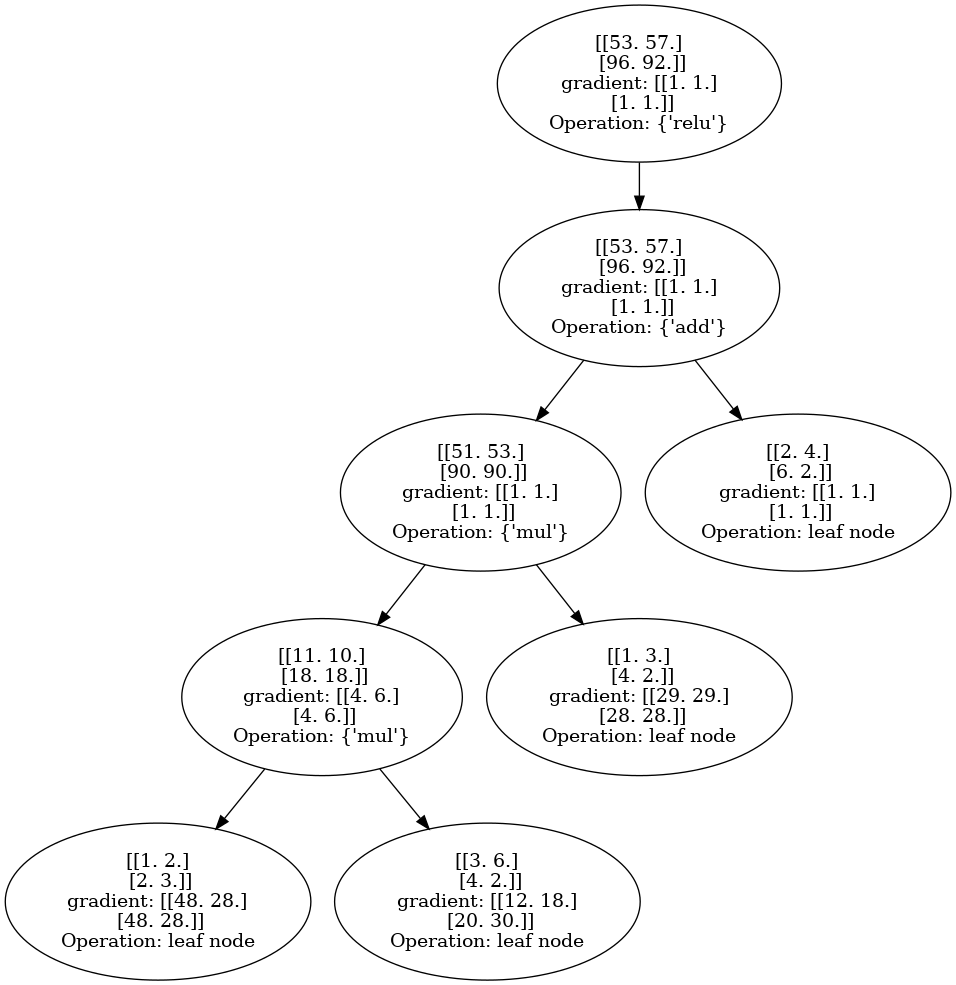 [[53. 57.]
[96. 92.]]
gradient: [[1. 1.]
[1. 1.]]
Operation: {'relu'}
[[53. 57.]
[96. 92.]]
gradient: [[1. 1.]
[1. 1.]]
Operation: {'add'}
[[51. 53.]
[90. 90.]]
gradient: [[1. 1.]
[1. 1.]]
Operation: {'mul'}
[[2. 4.]
[6. 2.]]
gradient: [[1. 1.]
[1. 1.]]
Operation: leaf node
[[11. 10.]
[18. 18.]]
gradient: [[4. 6.]
[4. 6.]]
Operation: {'mul'}
[[1. 3.]
[4. 2.]]
gradient: [[29. 29.]
[28. 28.]]
Operation: leaf node
[[1. 2.]
[2. 3.]]
gradient: [[48. 28.]
[48. 28.]]
Operation: leaf node
[[3. 6.]
[4. 2.]]
gradient: [[12. 18.]
[20. 30.]]
Operation: leaf node